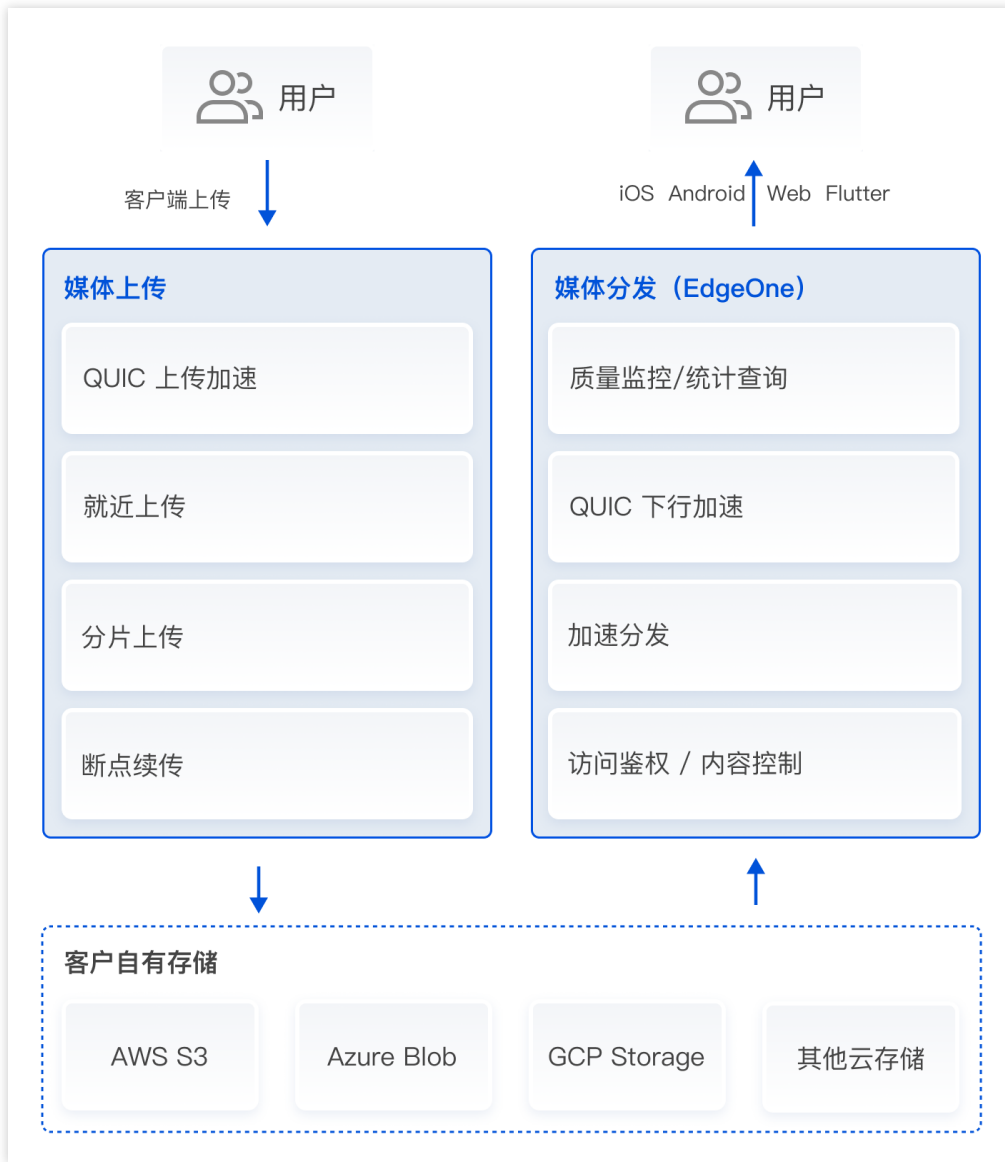 用户
客户端上传
媒体上传
QUIC 上传加速
就近上传
分片上传
断点续传
用户
iOS Android Web Flutter
媒体分发（EdgeOne）
质量监控/统计查询
QUIC 下行加速
加速分发
访问鉴权 / 内容控制
客户自有存储
AWS S3
Azure Blob
GCP Storage
其他云存储